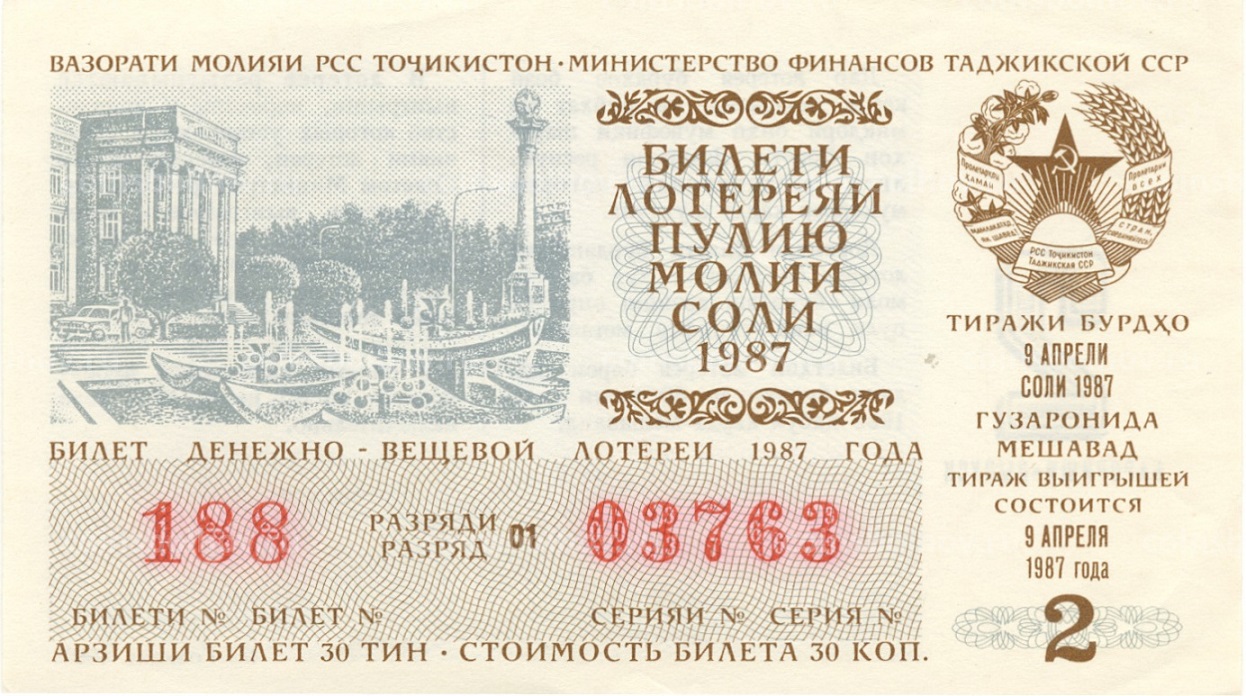 ВАЗОРАТИ МОЛИЯИ РСС ТОҶИКИСТОН · МИНИСТЕРСТВО ФИНАНСОВ ТАДЖИКСКОЙ ССР
БИЛЕТИ
ЛОТЕРЕЯИ
ПУЛИЮ
МОЛИИ
СОЛИ
1987
Пролетарии
всех
стран,
РСС Тоҷикистон
Таджикская ССР
ТИРАЖИ БУРДҲО
9 АПРЕЛИ
СОЛИ 1987
ГУЗАРОНИДА
МЕШАВАД
ТИРАЖ ВЫИГРЫШЕЙ
СОСТОИТСЯ
9 АПРЕЛЯ
1987 года
2
БИЛЕТ ДЕНЕЖНО - ВЕЩЕВОЙ ЛОТЕРЕИ 1987 ГОДА
188 РАЗРЯДИ 01 03763
РАЗРЯД
БИЛЕТИ № БИЛЕТ № СЕРИЯИ № СЕРИЯ №
АРЗИШИ БИЛЕТ 30 ТИН · СТОИМОСТЬ БИЛЕТА 30 КОП.